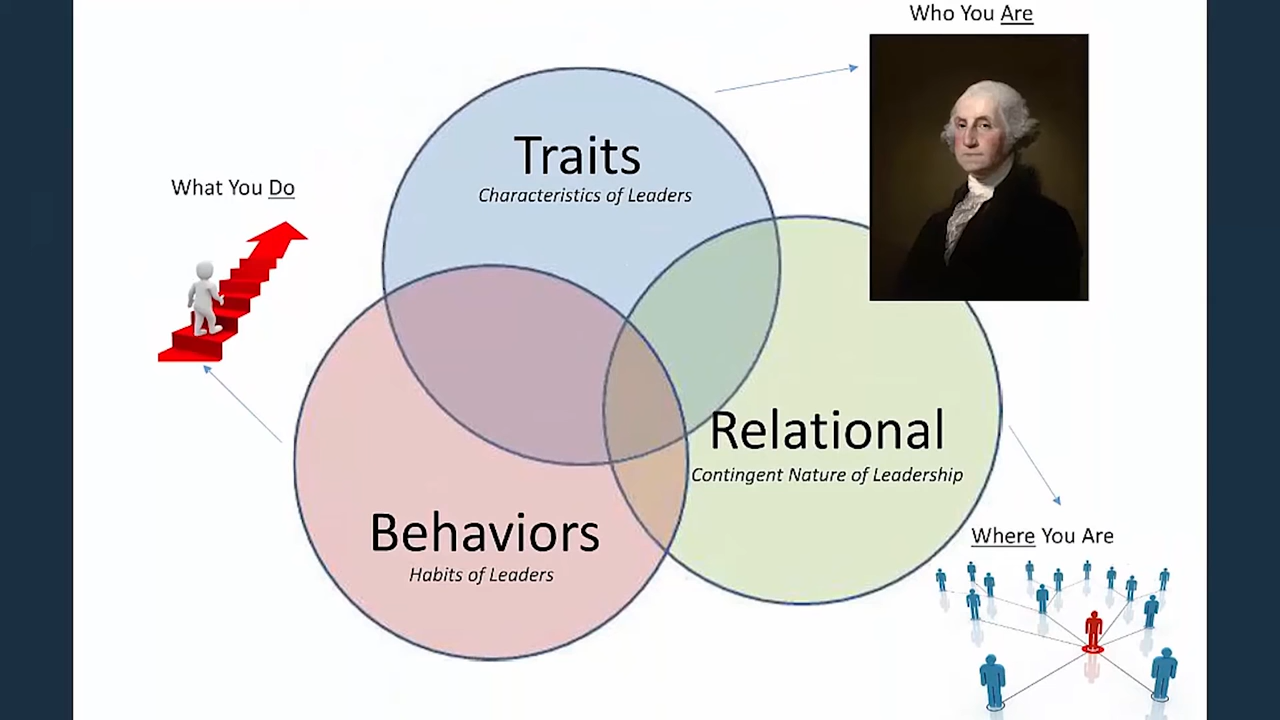 Who You Are
Traits
Characteristics of Leaders
What You Do
Relational
Contingent Nature of Leadership
Behaviors
Habits of Leaders
Where You Are